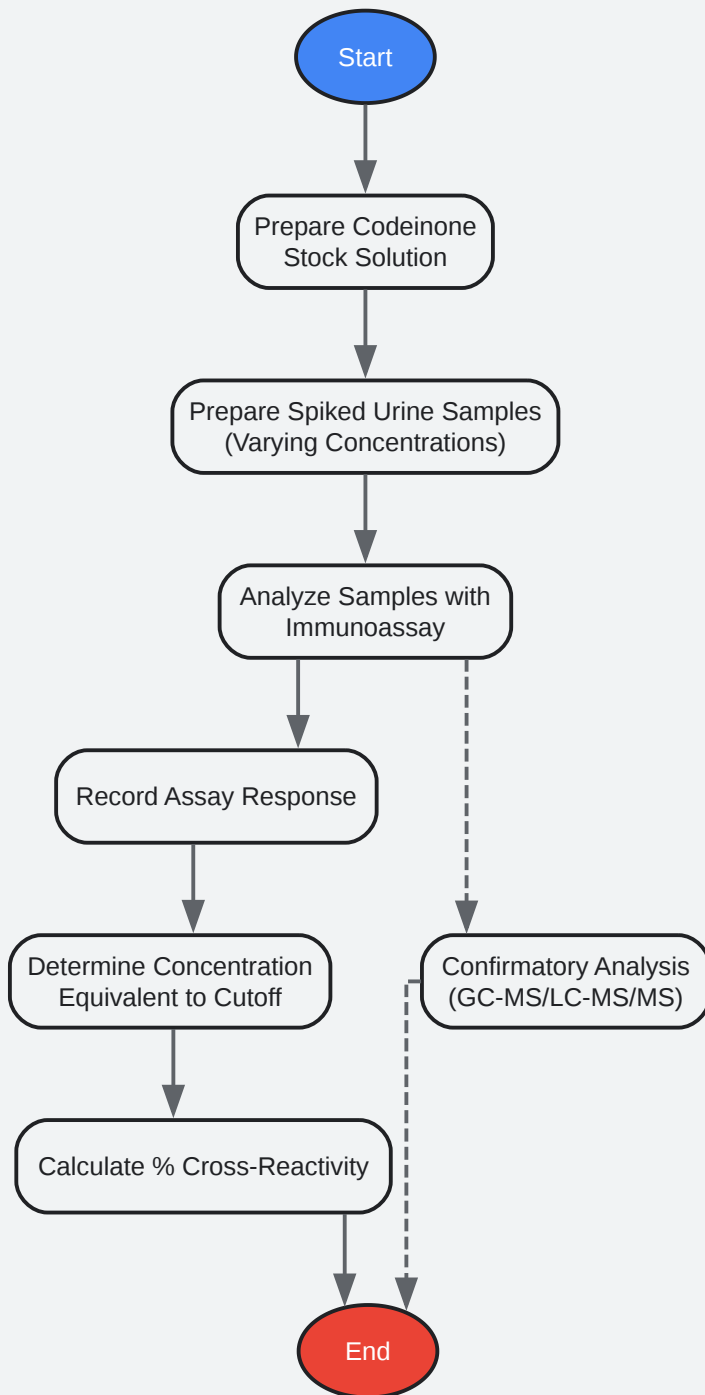 Start
Prepare Codeinone
Stock Solution
Prepare Spiked Urine Samples
(Varying Concentrations)
Analyze Samples with
Immunoassay
Record Assay Response
Determine Concentration
Equivalent to Cutoff
Confirmatory Analysis
(GC-MS/LC-MS/MS)
Calculate % Cross-Reactivity
End